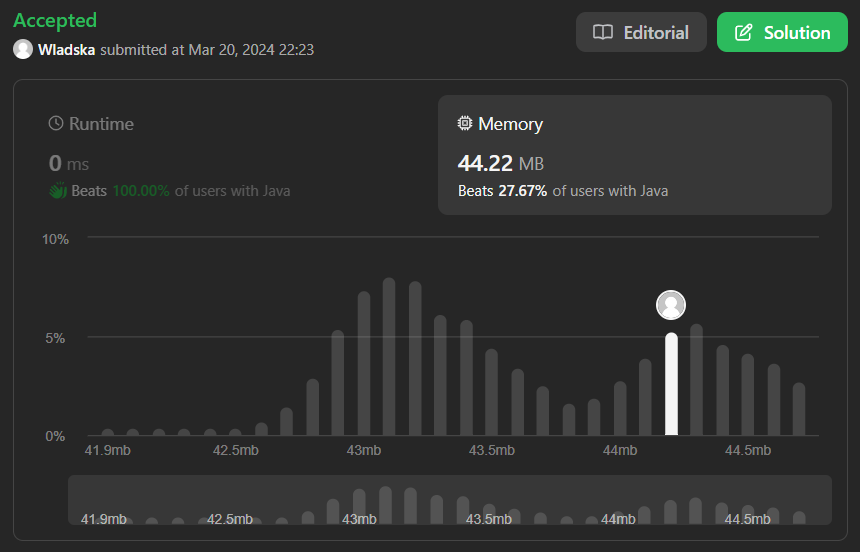 Accepted
Wladska submitted at Mar 20, 2024 22:23
Editorial
Solution
Runtime
0 ms
Beats 100.00% of users with Java
Memory
44.22 MB
Beats 27.67% of users with Java
10%
5%
0%
41.9mb 42.5mb 43mb 43.5mb 44mb 44.5mb
41.9mb 42.5mb 43mb 43.5mb 44mb 44.5mb